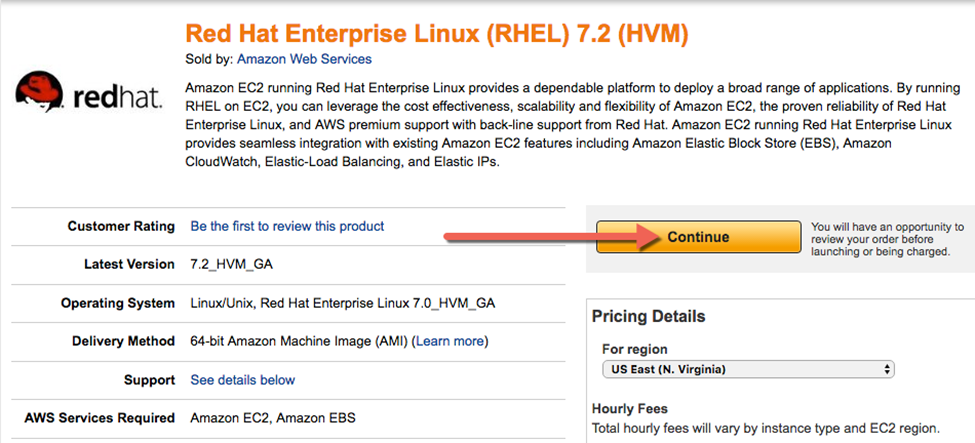 Red Hat Enterprise Linux (RHEL) 7.2 (HVM)
Sold by: Amazon Web Services
redhat.
Amazon EC2 running Red Hat Enterprise Linux provides a dependable platform to deploy a broad range of applications. By running
RHEL on EC2, you can leverage the cost effectiveness, scalability and flexibility of Amazon EC2, the proven reliability of Red Hat
Enterprise Linux, and AWS premium support with back-line support from Red Hat. Amazon EC2 running Red Hat Enterprise Linux
provides seamless integration with existing Amazon EC2 features including Amazon Elastic Block Store (EBS), Amazon
CloudWatch, Elastic-Load Balancing, and Elastic IPs.
Customer Rating Be the first to review this product
Latest Version 7.2_HVM_GA
Operating System Linux/Unix, Red Hat Enterprise Linux 7.0_HVM_GA
Delivery Method 64-bit Amazon Machine Image (AMI) (Learn more)
Support See details below
AWS Services Required Amazon EC2, Amazon EBS
Continue
You will have an opportunity to
review your order before
launching or being charged.
Pricing Details
For region
US East (N. Virginia)
Hourly Fees
Total hourly fees will vary by instance type and EC2 region.